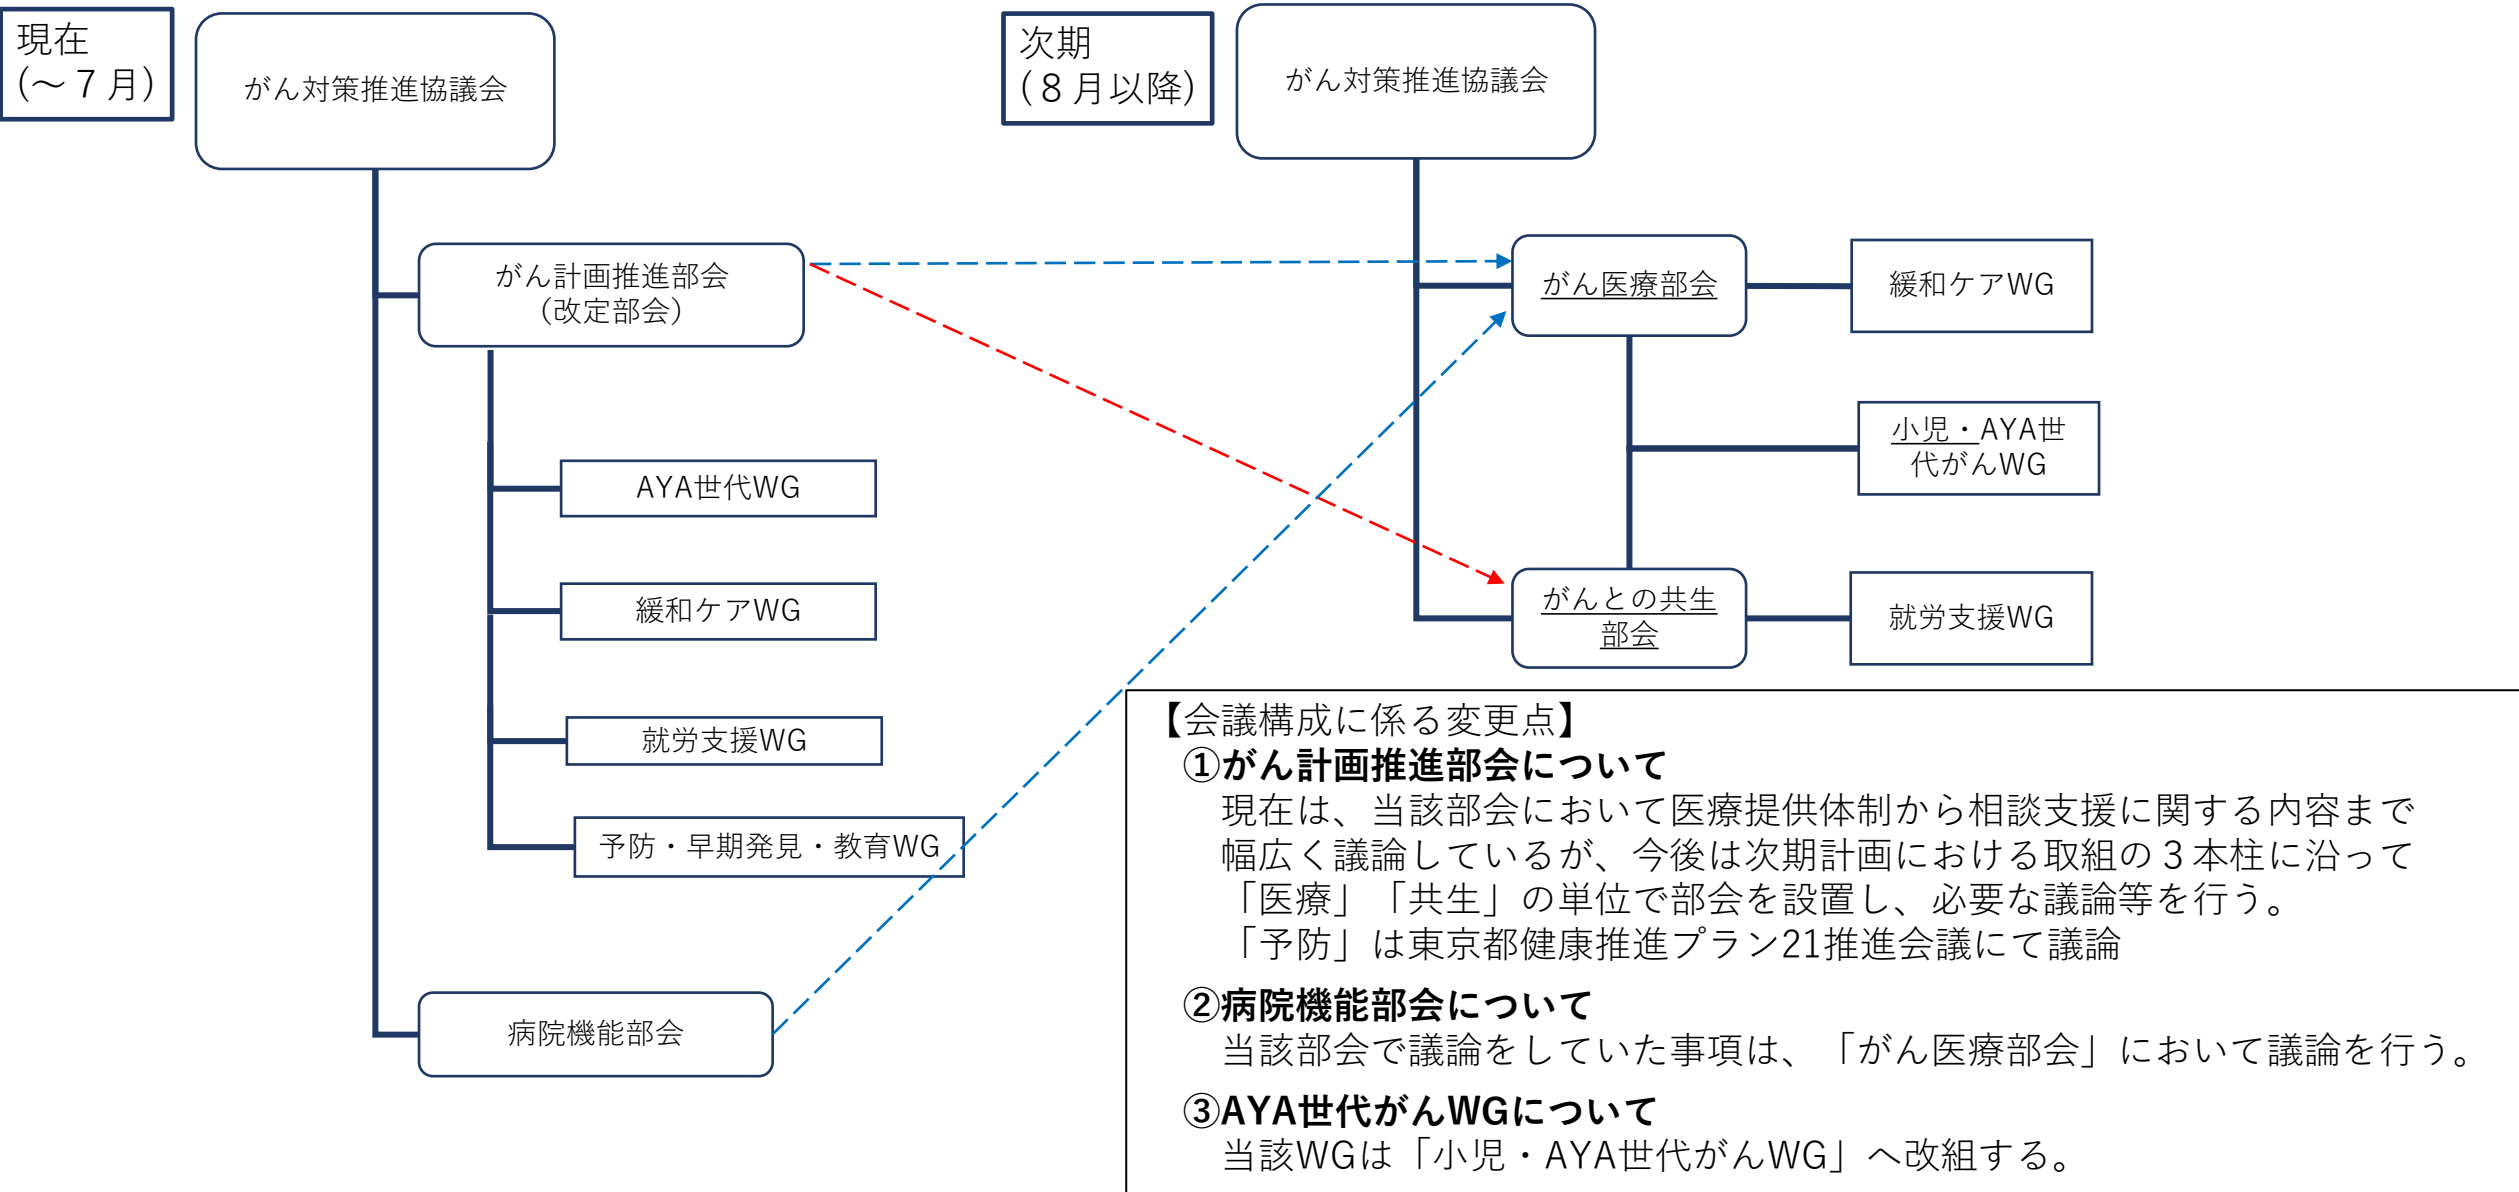 現在
(～７月)
がん対策推進協議会
がん計画推進部会
（改定部会）
AYA世代WG
緩和ケアWG
就労支援WG
予防・早期発見・教育WG
病院機能部会
次期
(８月以降)
がん対策推進協議会
がん医療部会
緩和ケアWG
小児・AYA世
代がんWG
がんとの共生
部会
就労支援WG
【会議構成に係る変更点】
①がん計画推進部会について
現在は、当該部会において医療提供体制から相談支援に関する内容まで
幅広く議論しているが、今後は次期計画における取組の３本柱に沿って
「医療」「共生」の単位で部会を設置し、必要な議論等を行う。
「予防」は東京都健康推進プラン21推進会議にて議論
②病院機能部会について
当該部会で議論をしていた事項は、「がん医療部会」において議論を行う。
③AYA世代がんWGについて
当該WGは「小児・AYA世代がんWG」へ改組する。